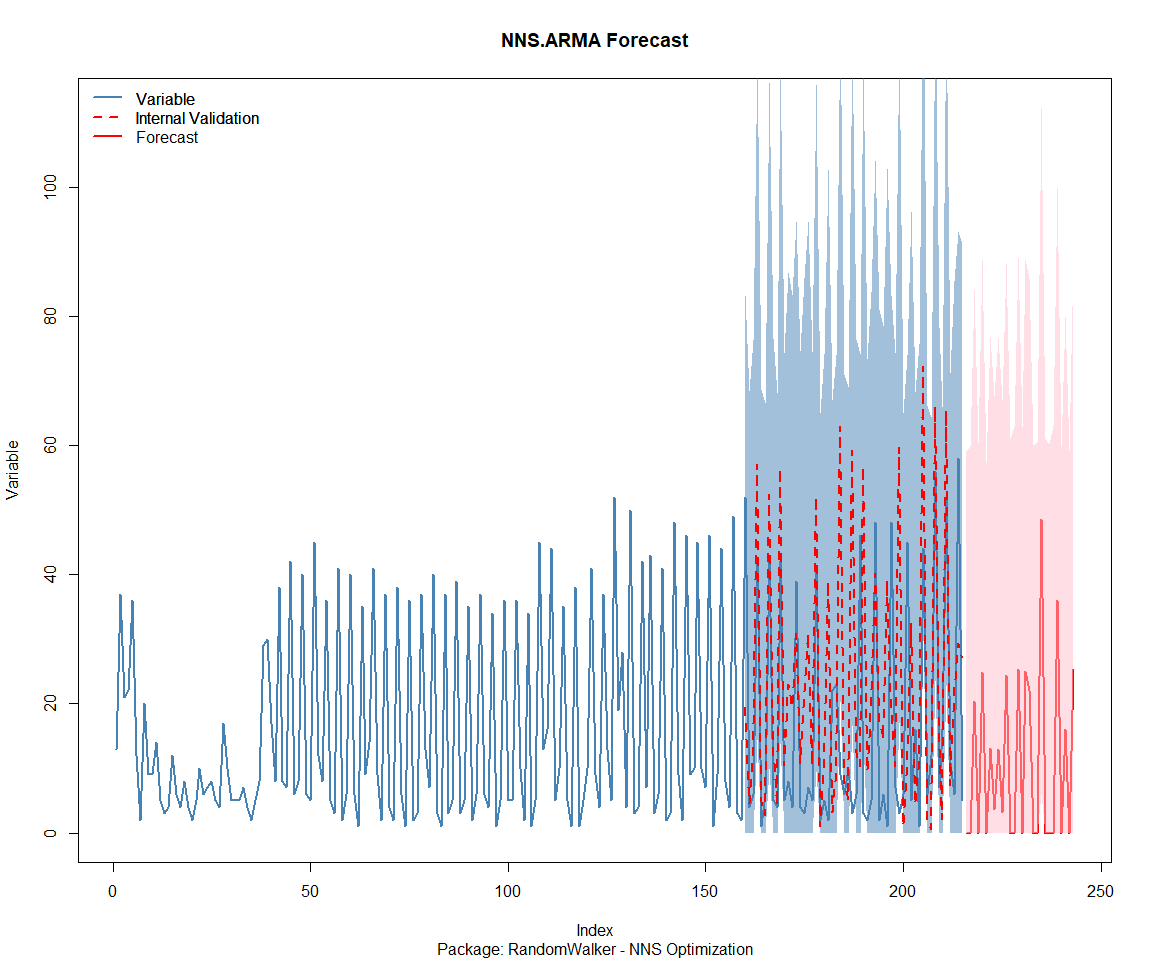 NNS.ARMA Forecast
Variable
Internal Validation
Forecast
Variable
100
80
60
40
20
0
0 50 100 150 200 250
Index
Package: RandomWalker - NNS Optimization